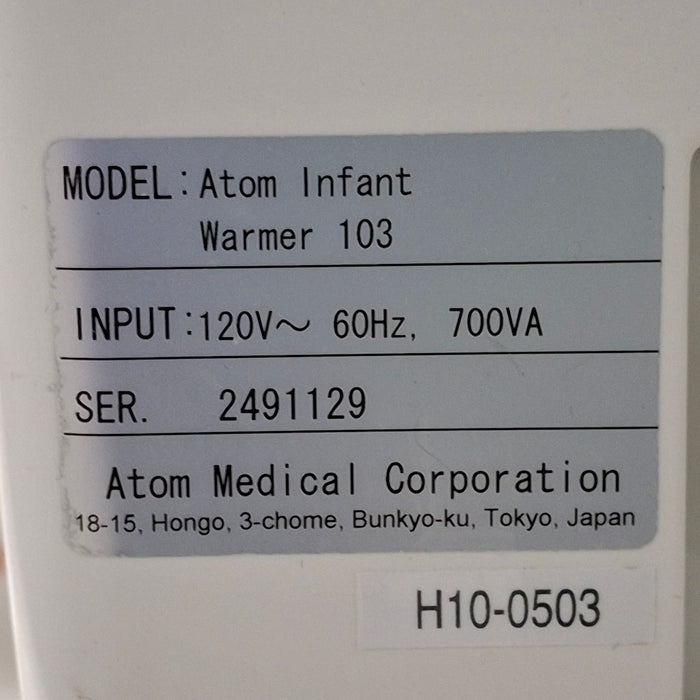 MODEL: Atom Infant
Warmer 103
INPUT: 120V～ 60Hz, 700VA
SER. 2491129
Atom Medical Corporation
18-15, Hongo, 3-chome, Bunkyo-ku, Tokyo, Japan
H10-0503